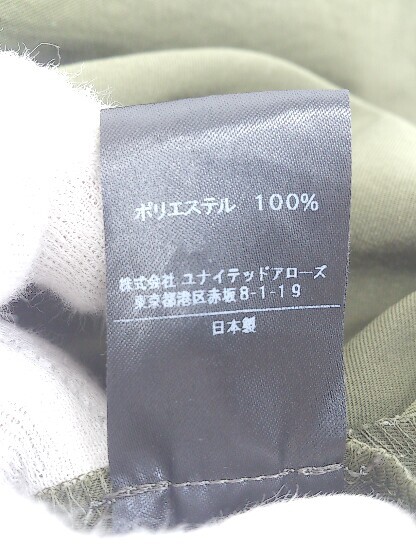 ポリエステル 100%
株式会社 ユナイテッドアローズ
東京都港区赤坂8-1-19
日本製